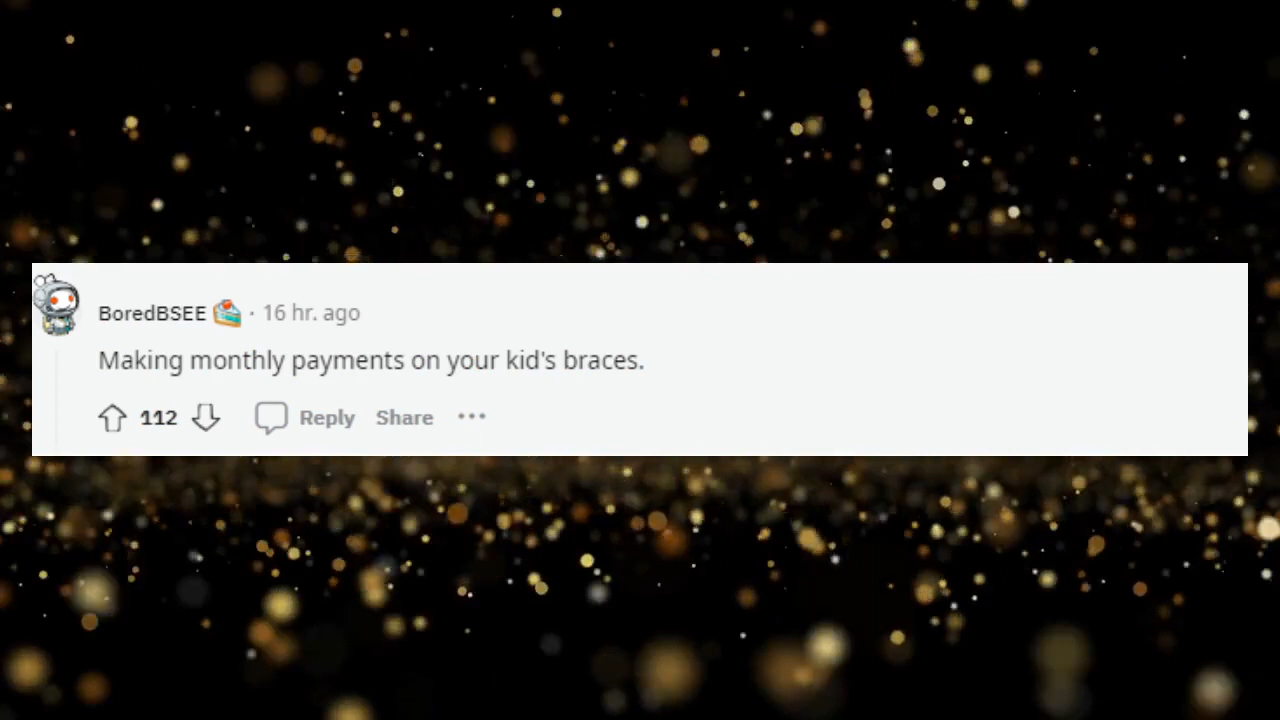 BoredBSEE · 16 hr. ago
Making monthly payments on your kid's braces.
112 Reply Share ···